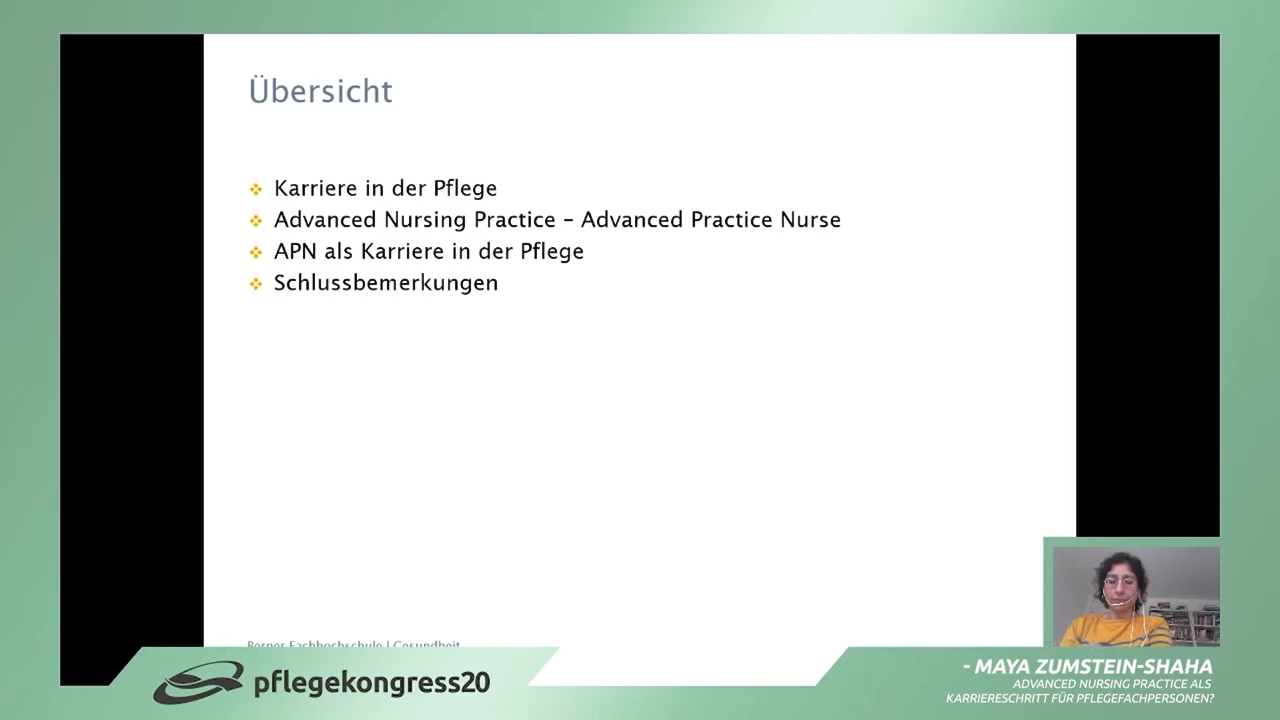 Übersicht
Karriere in der Pflege
Advanced Nursing Practice – Advanced Practice Nurse
APN als Karriere in der Pflege
Schlussbemerkungen
Berner Fachhochschule | Gesundheit
pflegekongress20
- MAYA ZUMSTEIN-SHAHA
ADVANCED NURSING PRACTICE ALS
KARRIERESCHRITT FÜR PFLEGEFACHPERSONEN?